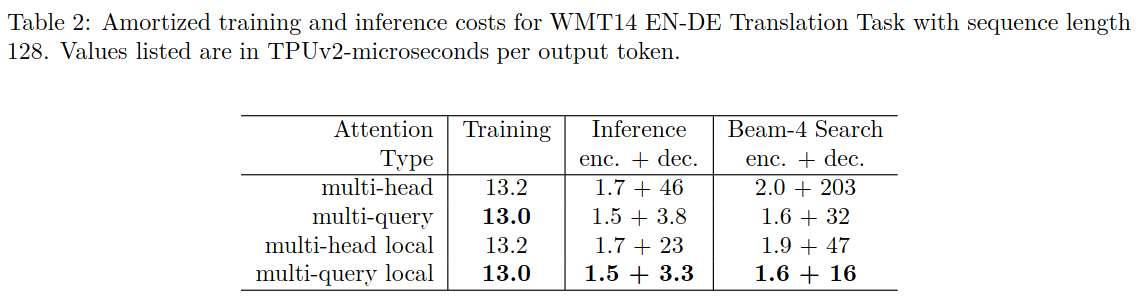 Table 2: Amortized training and inference costs for WMT14 EN-DE Translation Task with sequence length
128. Values listed are in TPUv2-microseconds per output token.
Attention Training Inference Beam-4 Search
Type enc. + dec. enc. + dec.
multi-head 13.2 1.7 + 46 2.0 + 203
multi-query 13.0 1.5 + 3.8 1.6 + 32
multi-head local 13.2 1.7 + 23 1.9 + 47
multi-query local 13.0 1.5 + 3.3 1.6 + 16